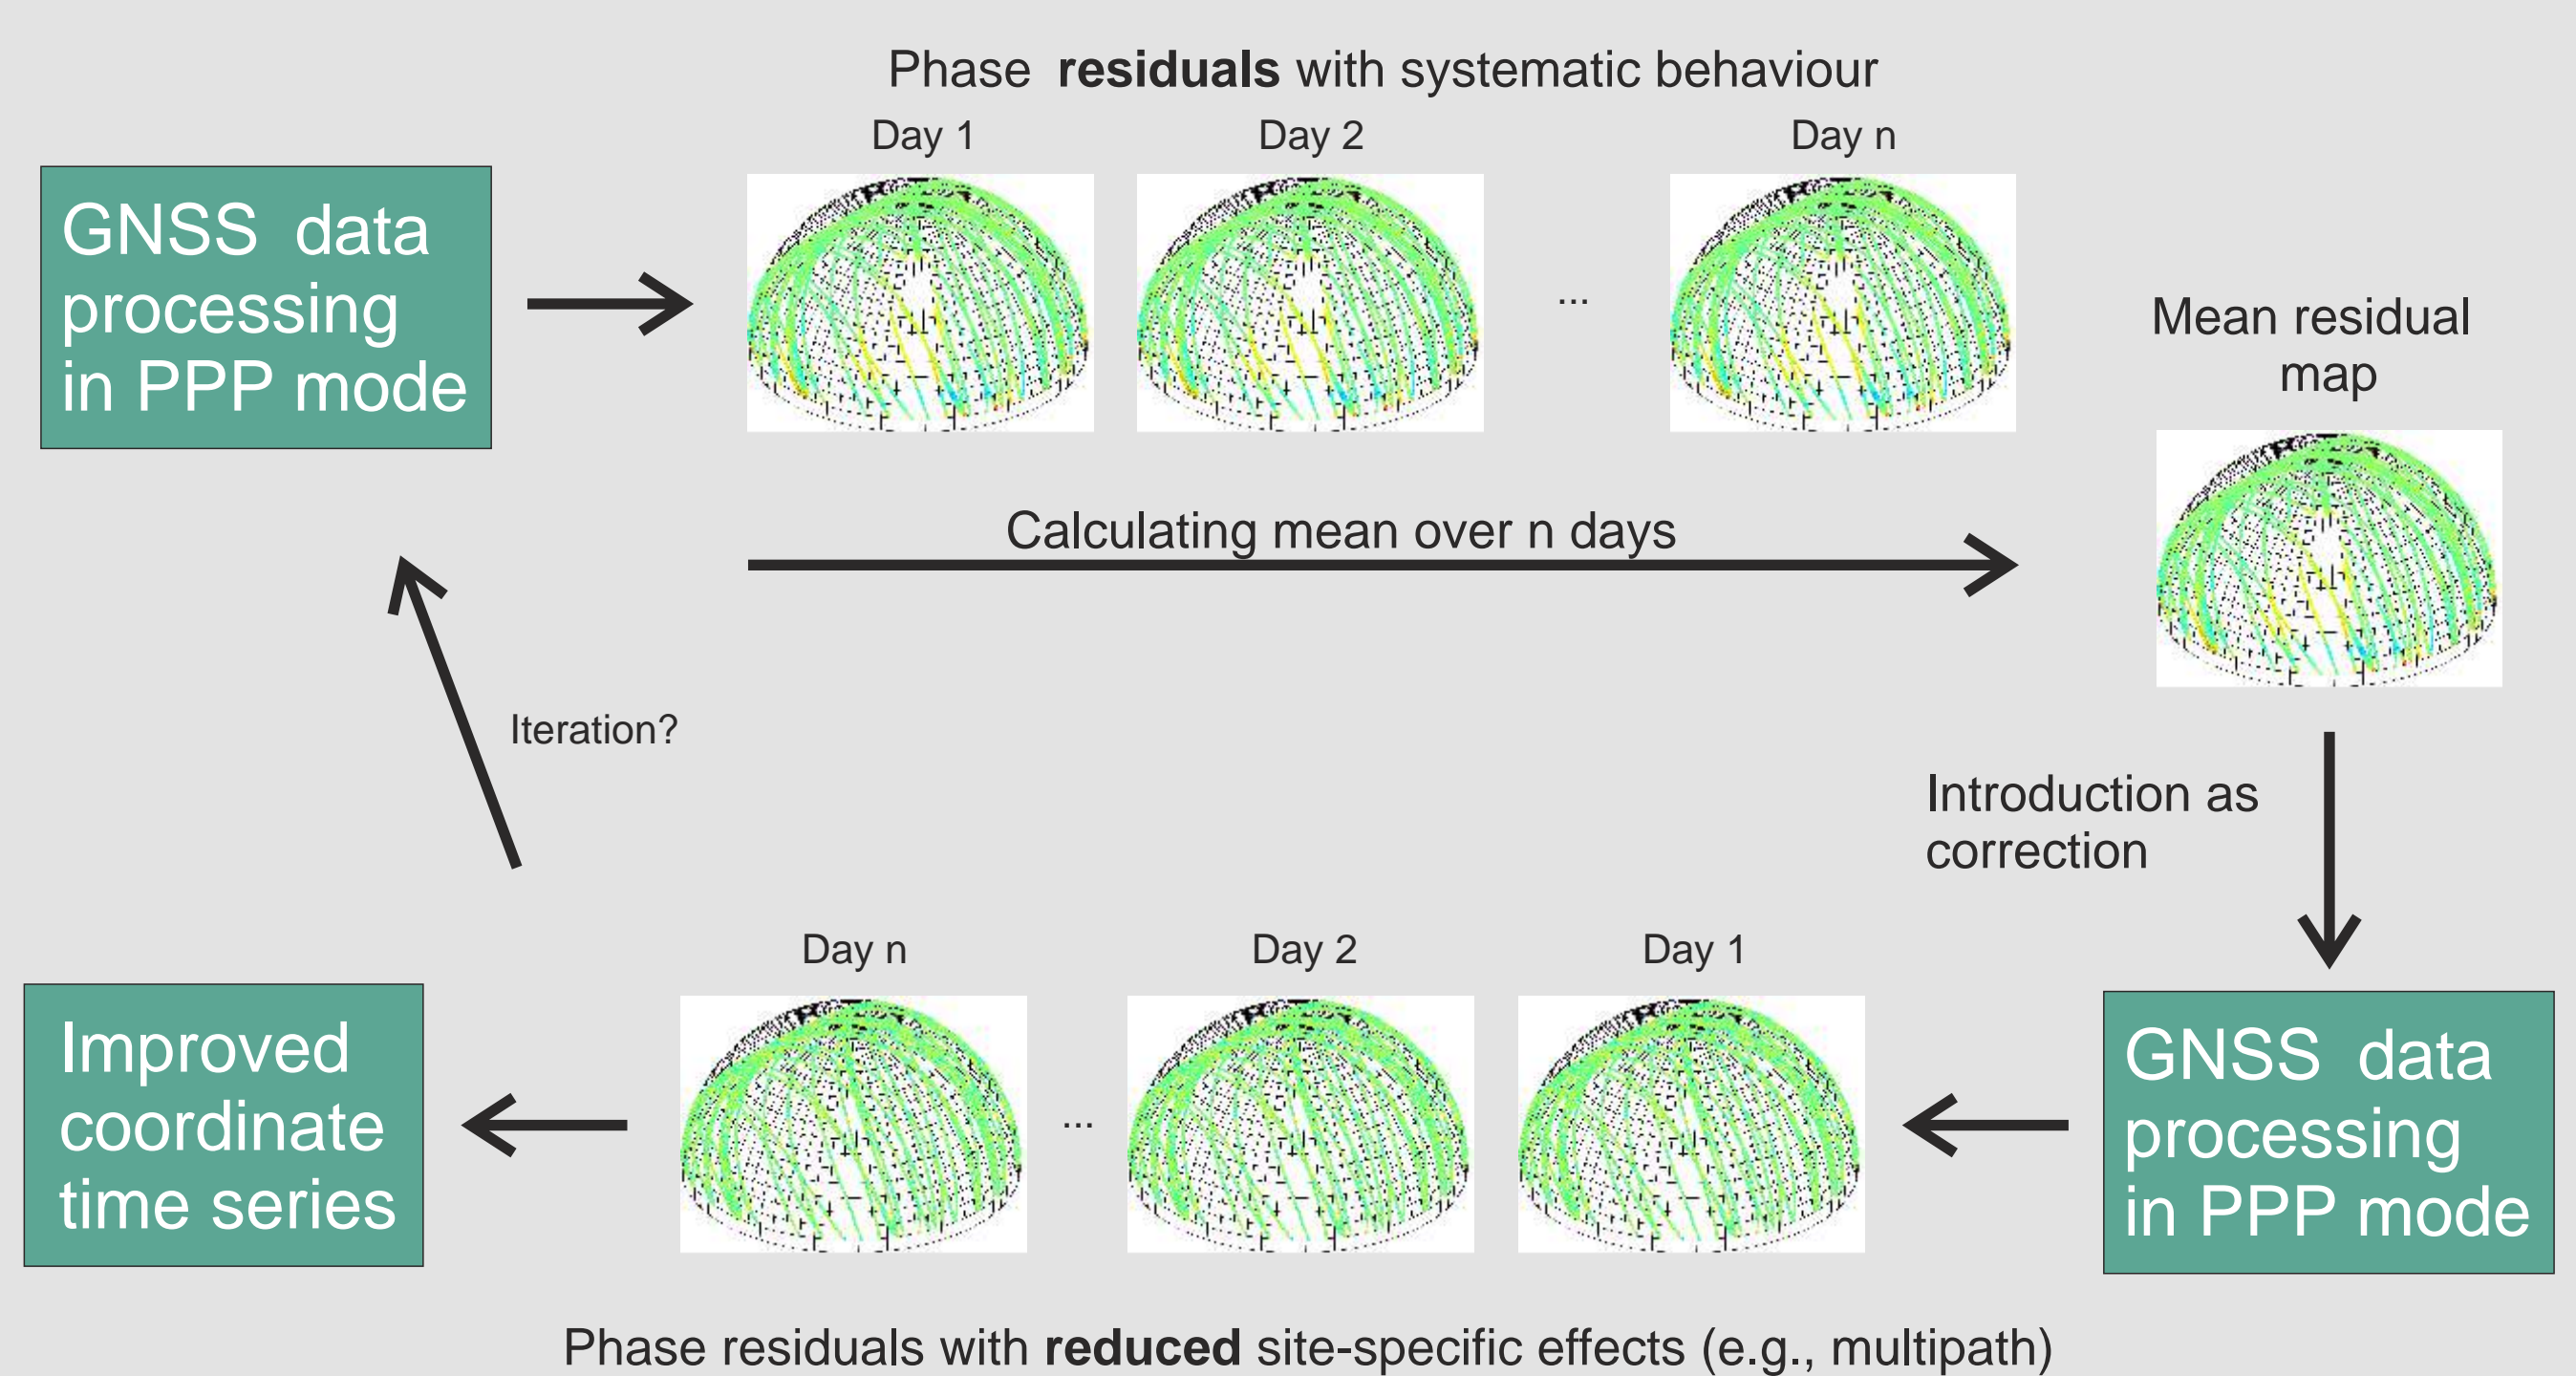 Phase residuals with systematic behaviour
Day 1
Day 2
Day n
GNSS data
processing
in PPP mode
...
Mean residual
map
Calculating mean over n days
Iteration?
Introduction as
correction
Day n
Day 2
Day 1
Improved
coordinate
time series
...
GNSS data
processing
in PPP mode
Phase residuals with reduced site-specific effects (e.g., multipath)